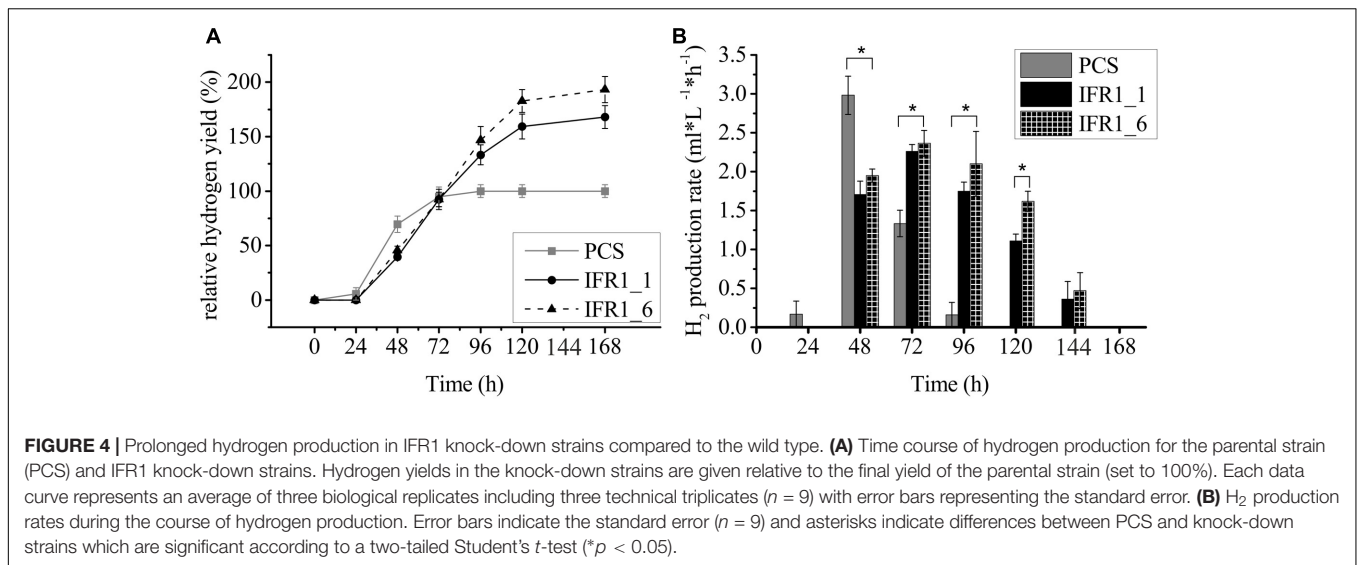 A
relative hydrogen yield (%)
200
150
100
50
0
0 24 48 72 96 120 144 168
Time (h)
PCS
IFR1_1
IFR1_6
B
H₂ production rate (ml*L⁻¹*h⁻¹)
3.5
3.0
2.5
2.0
1.5
1.0
0.5
0.0
0 24 48 72 96 120 144 168
Time (h)
* * * *
PCS
IFR1_1
IFR1_6
FIGURE 4 | Prolonged hydrogen production in IFR1 knock-down strains compared to the wild type. (A) Time course of hydrogen production for the parental strain
(PCS) and IFR1 knock-down strains. Hydrogen yields in the knock-down strains are given relative to the final yield of the parental strain (set to 100%). Each data
curve represents an average of three biological replicates including three technical triplicates (n = 9) with error bars representing the standard error. (B) H₂ production
rates during the course of hydrogen production. Error bars indicate the standard error (n = 9) and asterisks indicate differences between PCS and knock-down
strains which are significant according to a two-tailed Student's t-test (*p < 0.05).